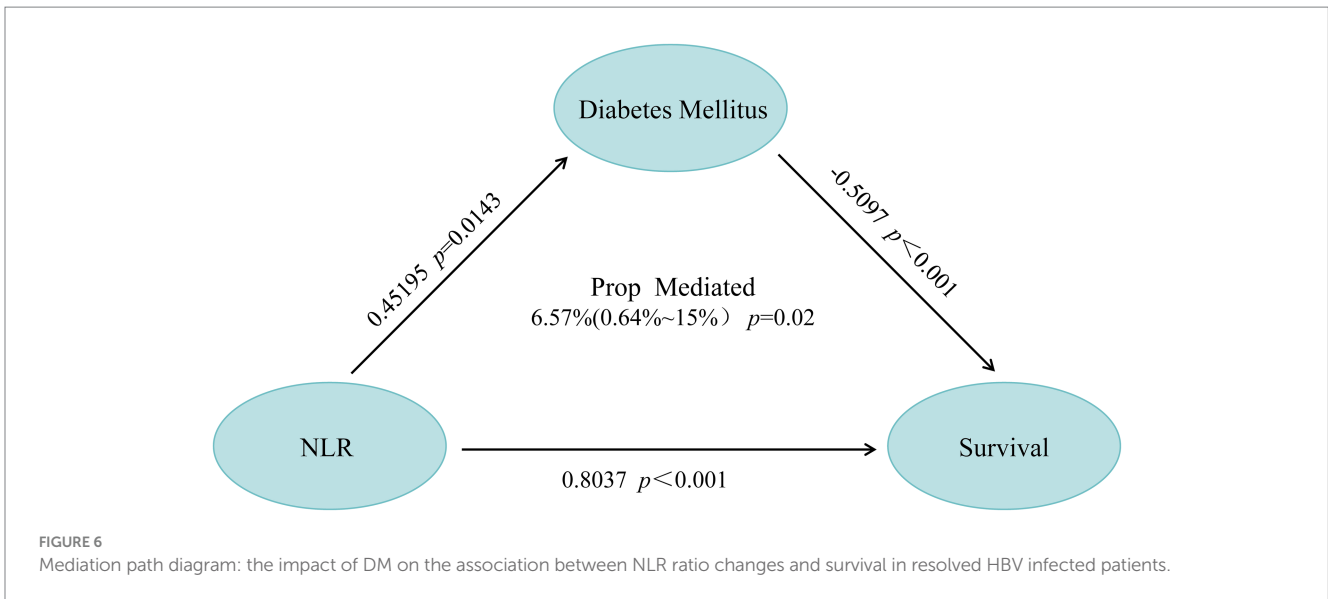 Diabetes Mellitus
0.45195 p=0.0143
-0.5097 p<0.001
Prop Mediated
6.57%(0.64%~15%） p=0.02
NLR
Survival
0.8037 p<0.001
FIGURE 6
Mediation path diagram: the impact of DM on the association between NLR ratio changes and survival in resolved HBV infected patients.